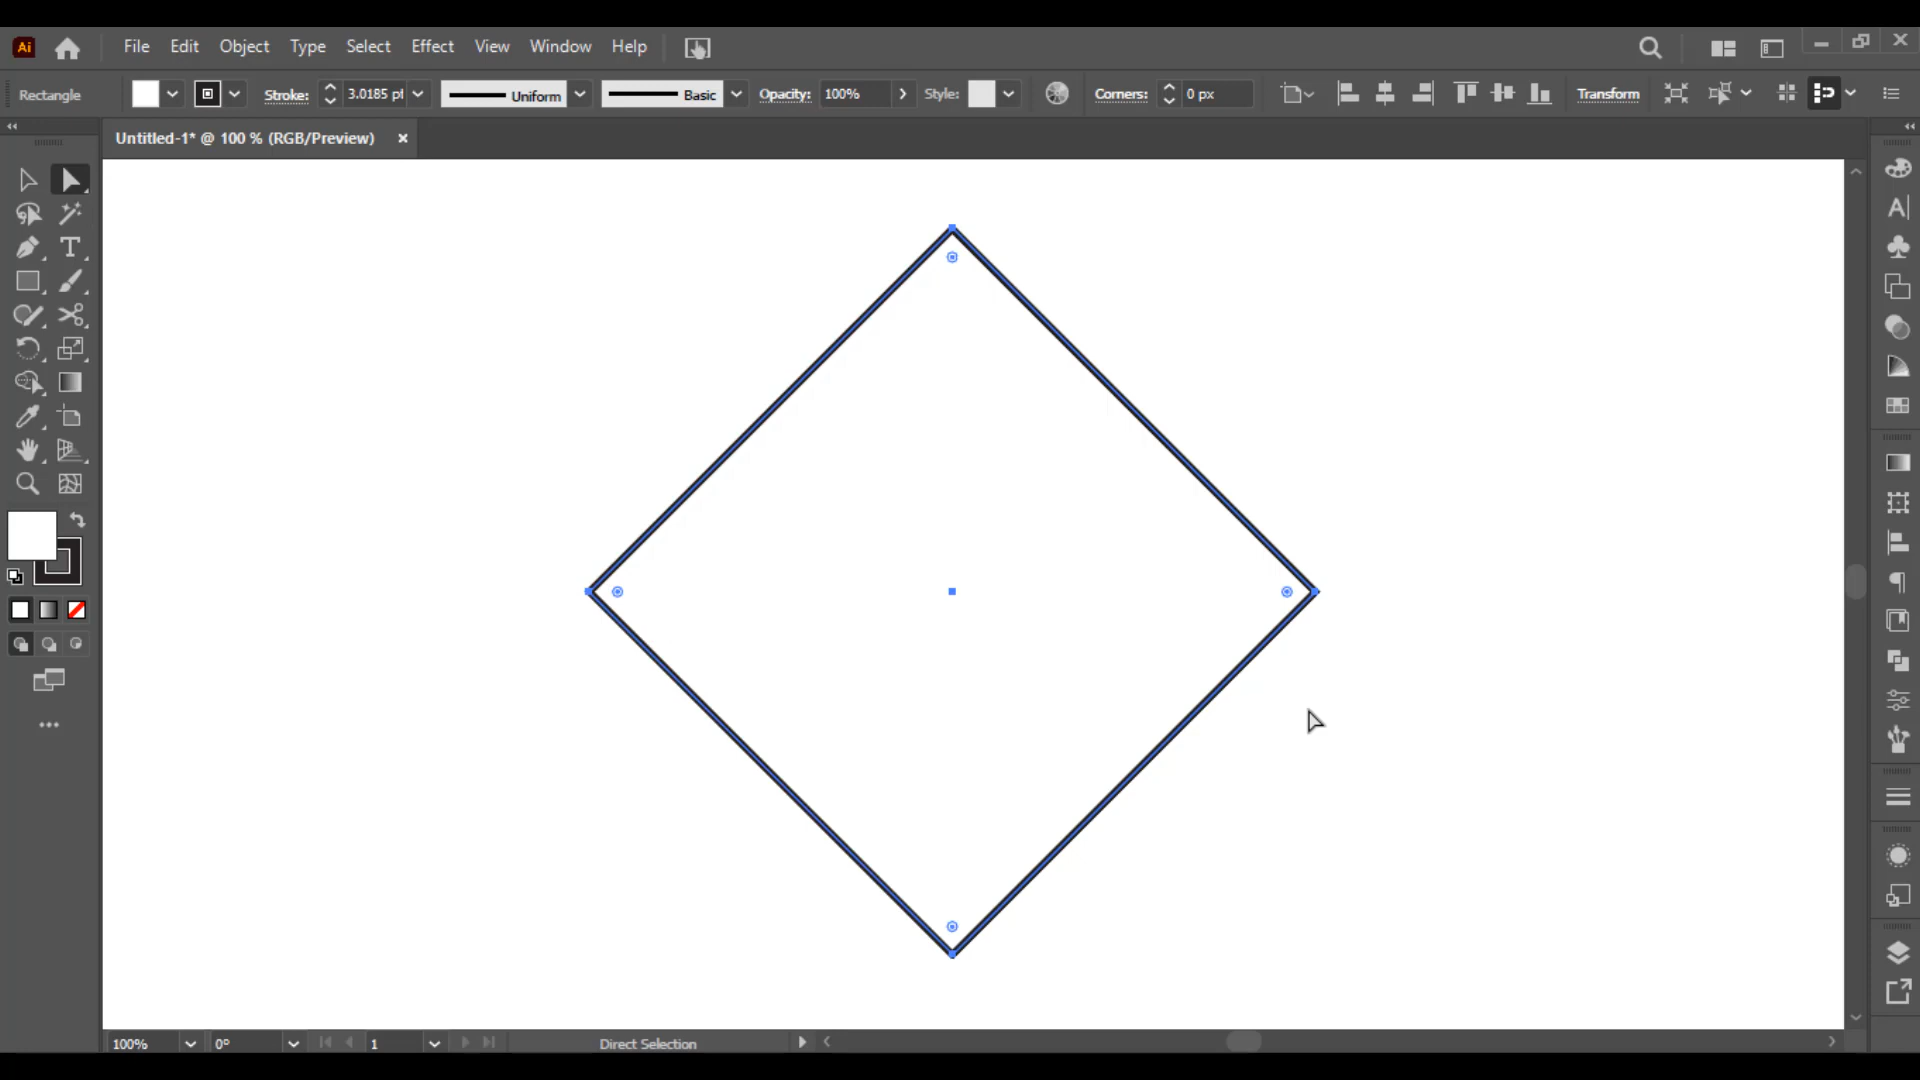 Ai File Edit Object Type Select Effect View Window Help
Rectangle Stroke: 3.0185 pt Uniform Basic Opacity: 100% Style: Corners: 0 px Transform
Untitled-1* @ 100 % (RGB/Preview)
100% 0° 1 Direct Selection